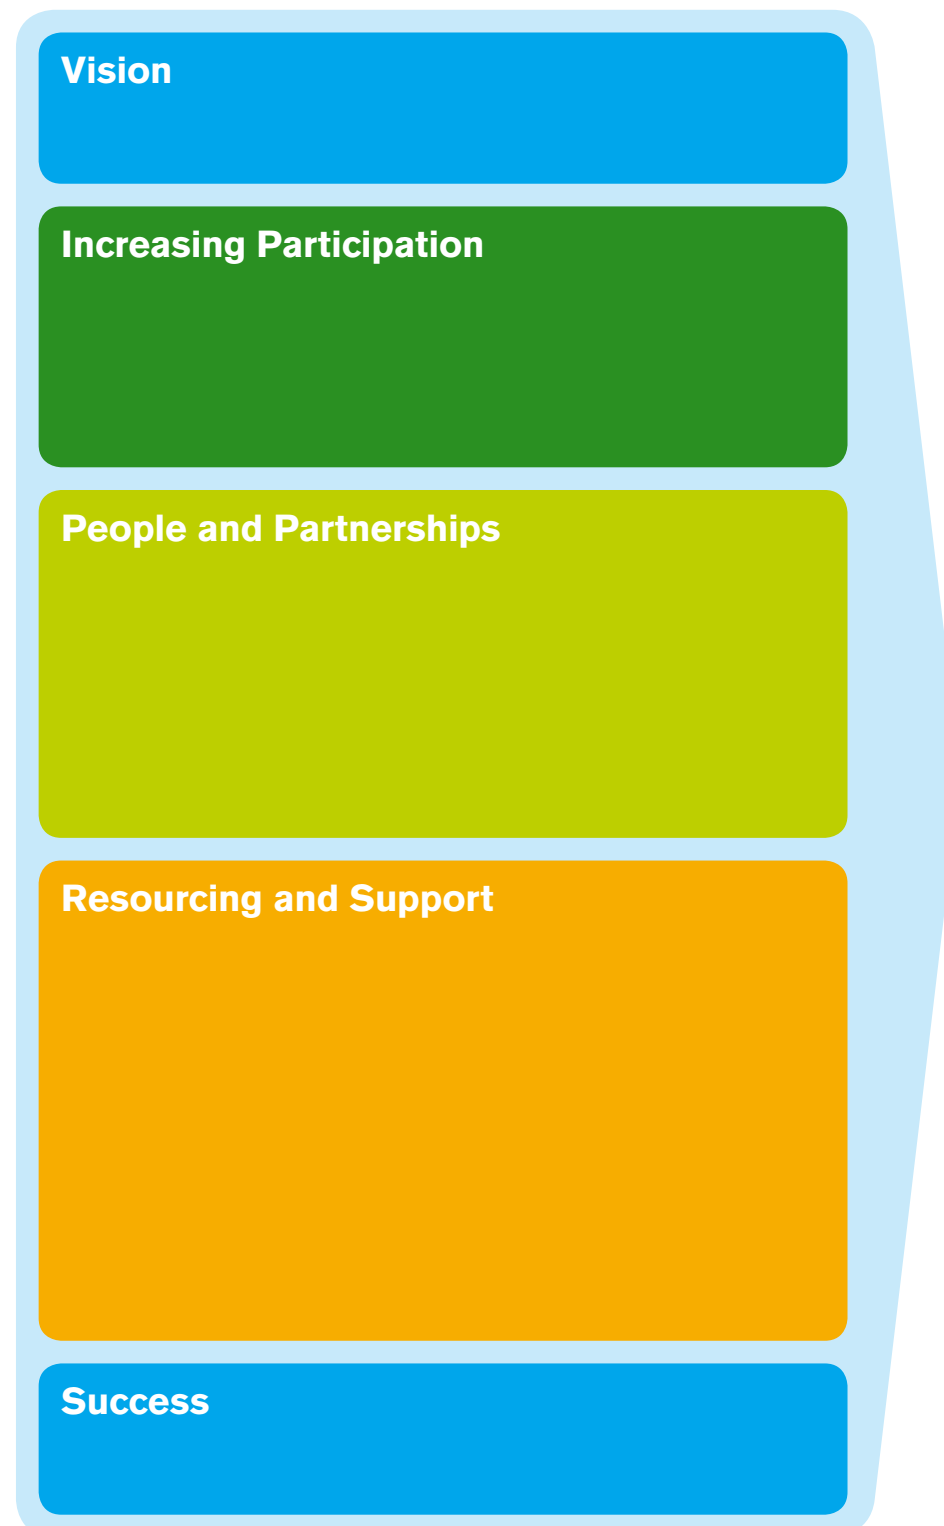 Vision
Increasing Participation
People and Partnerships
Resourcing and Support
Success